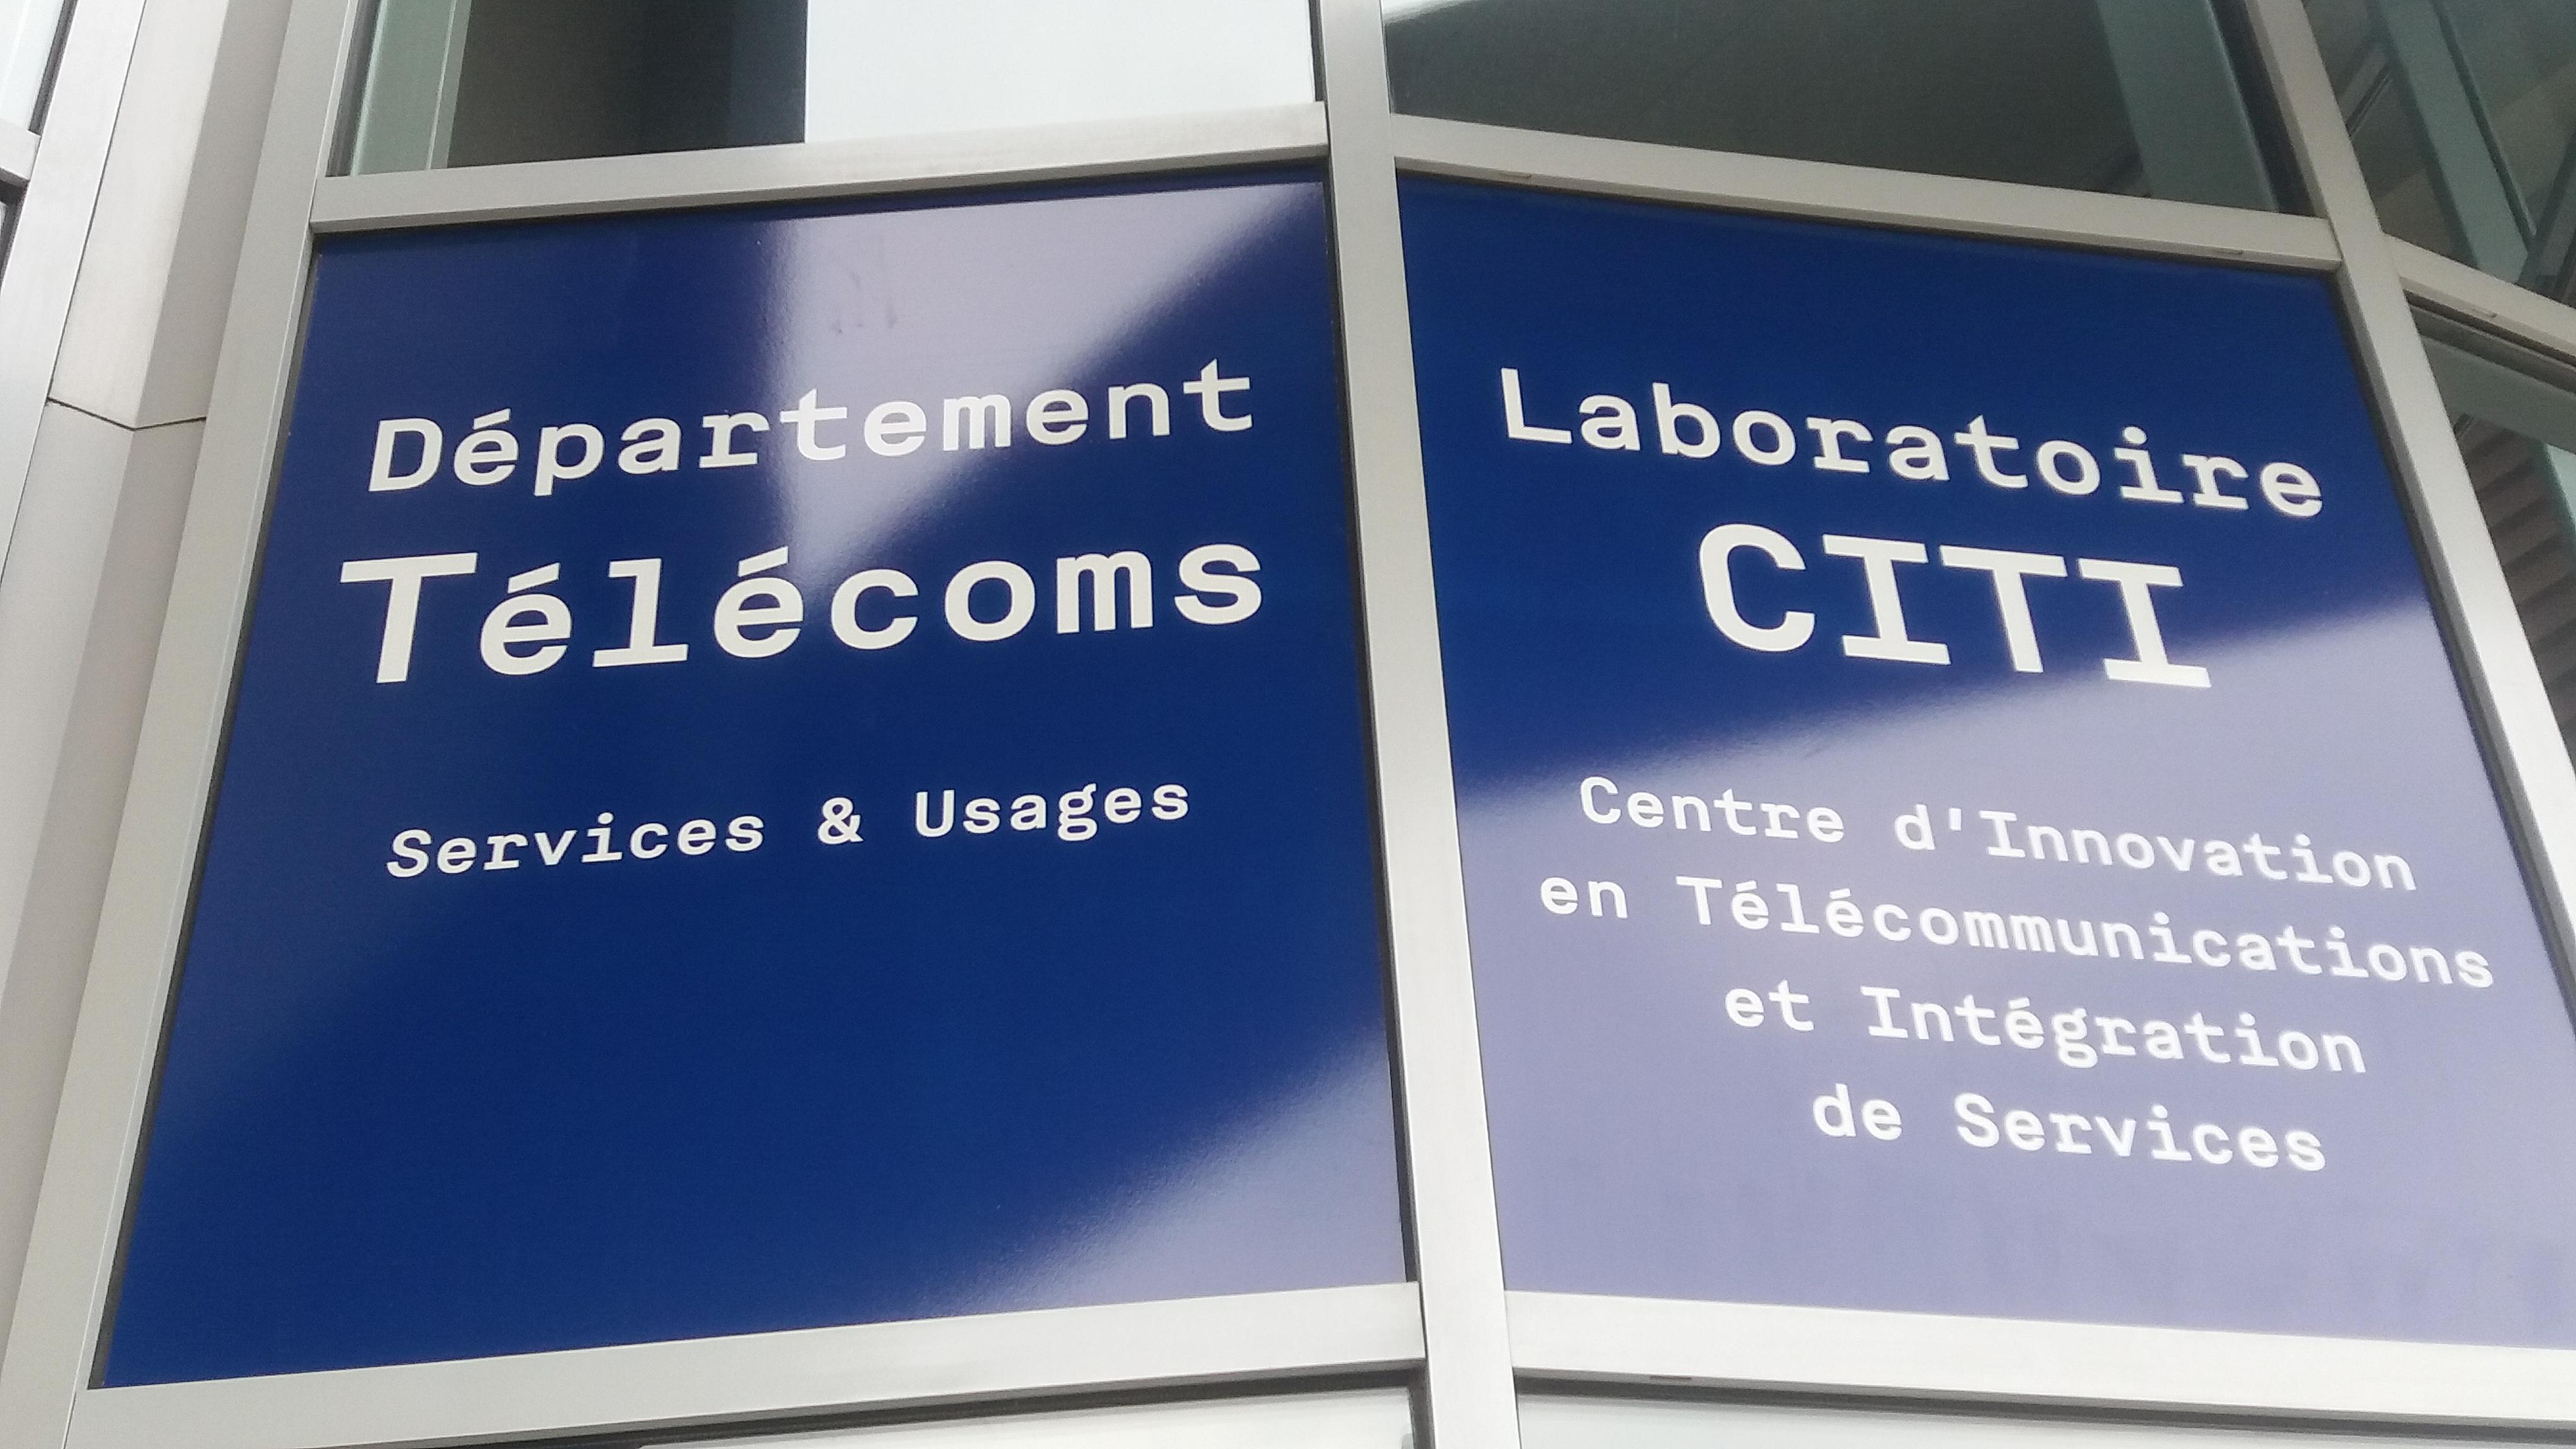 Département
Télécoms
Services & Usages
Laboratoire
CITI
Centre d'Innovation
en Télécommunications
et Intégration
de Services